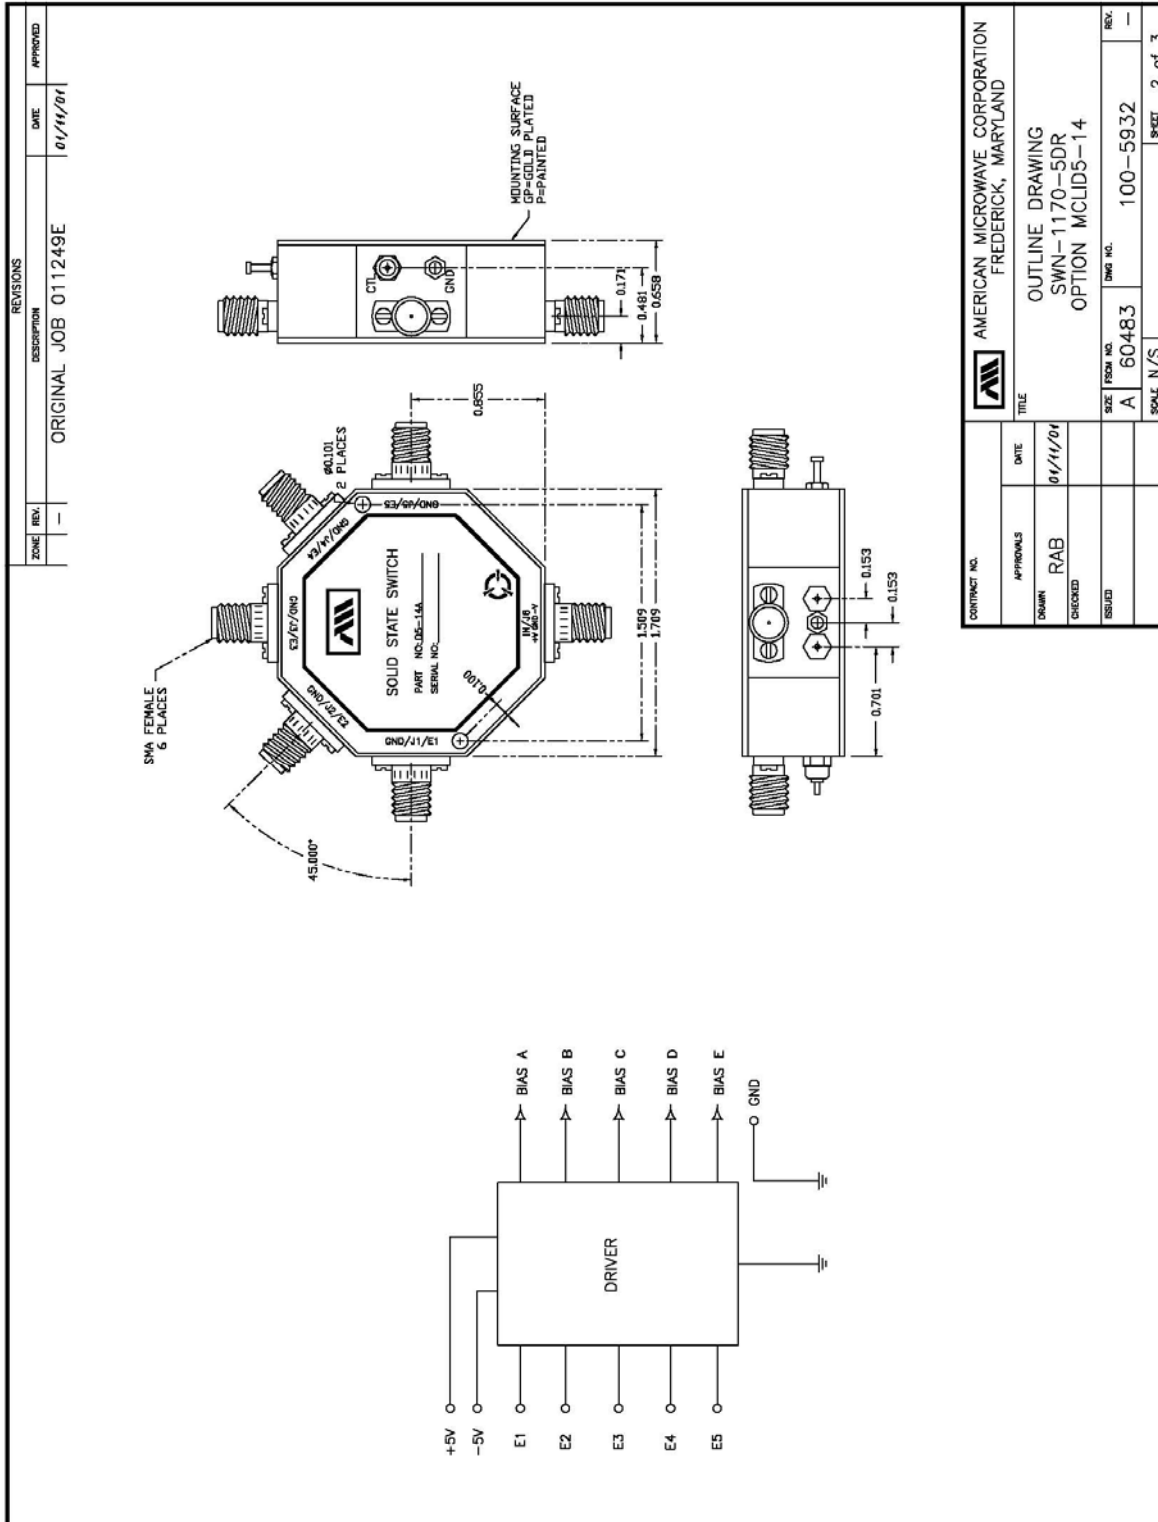 REVISIONS
ZONE REV. DESCRIPTION DATE APPROVED
— ORIGINAL JOB 011249E 01/11/01
SMA FEMALE
6 PLACES
45.000°
Ø0.101
2 PLACES
GND/J1/E1
GND/J2/E2
GND/J3/E3
GND/J4/E4
GND/J5/E5
SOLID STATE SWITCH
PART NO: D5-14A
SERIAL NO:
IN/J6
+V GND -V
0.100
0.855
1.509
1.709
CTL
GND
MOUNTING SURFACE
GP=GOLD PLATED
P=PAINTED
0.171
0.481
0.658
0.701
0.153
0.153
+5V
-5V
E1
E2
E3
E4
E5
DRIVER
BIAS A
BIAS B
BIAS C
BIAS D
BIAS E
GND
CONTRACT NO.
APPROVALS DATE
DRAWN RAB 01/11/01
CHECKED
ISSUED
AMERICAN MICROWAVE CORPORATION
FREDERICK, MARYLAND
TITLE
OUTLINE DRAWING
SWN-1170-5DR
OPTION MCLID5-14
SIZE A
FSCM NO. 60483
DWG NO. 100-5932
REV. —
SCALE N/S
SHEET 2 of 3